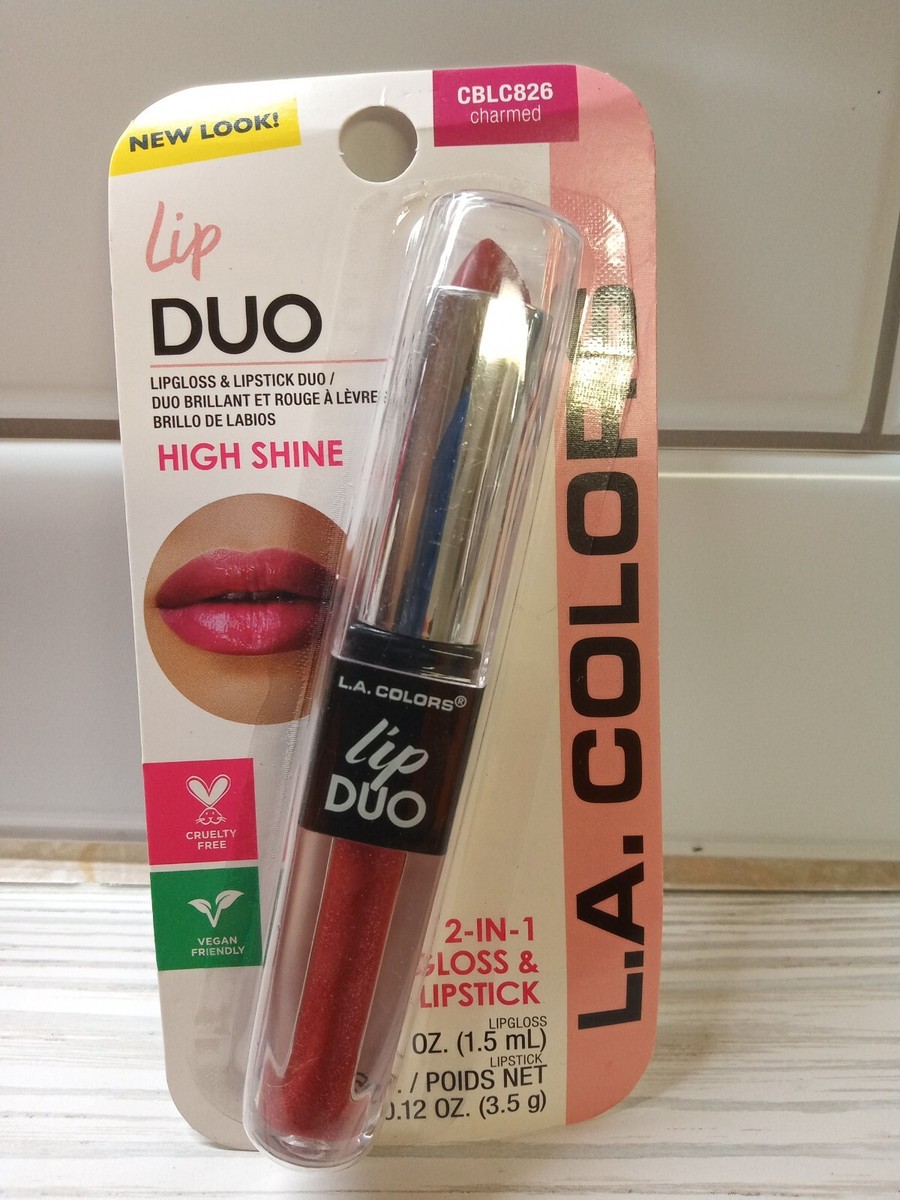 NEW LOOK!
CBLC826
charmed
Lip
DUO
LIPGLOSS & LIPSTICK DUO /
DUO BRILLANT ET ROUGE À LÈVRES
BRILLO DE LABIOS
HIGH SHINE
L.A. COLORS®
lip
DUO
CRUELTY
FREE
VEGAN
FRIENDLY
2-IN-1
GLOSS &
LIPSTICK
LIPGLOSS
OZ. (1.5 mL)
LIPSTICK
/ POIDS NET
0.12 OZ. (3.5 g)
L.A. COLORS